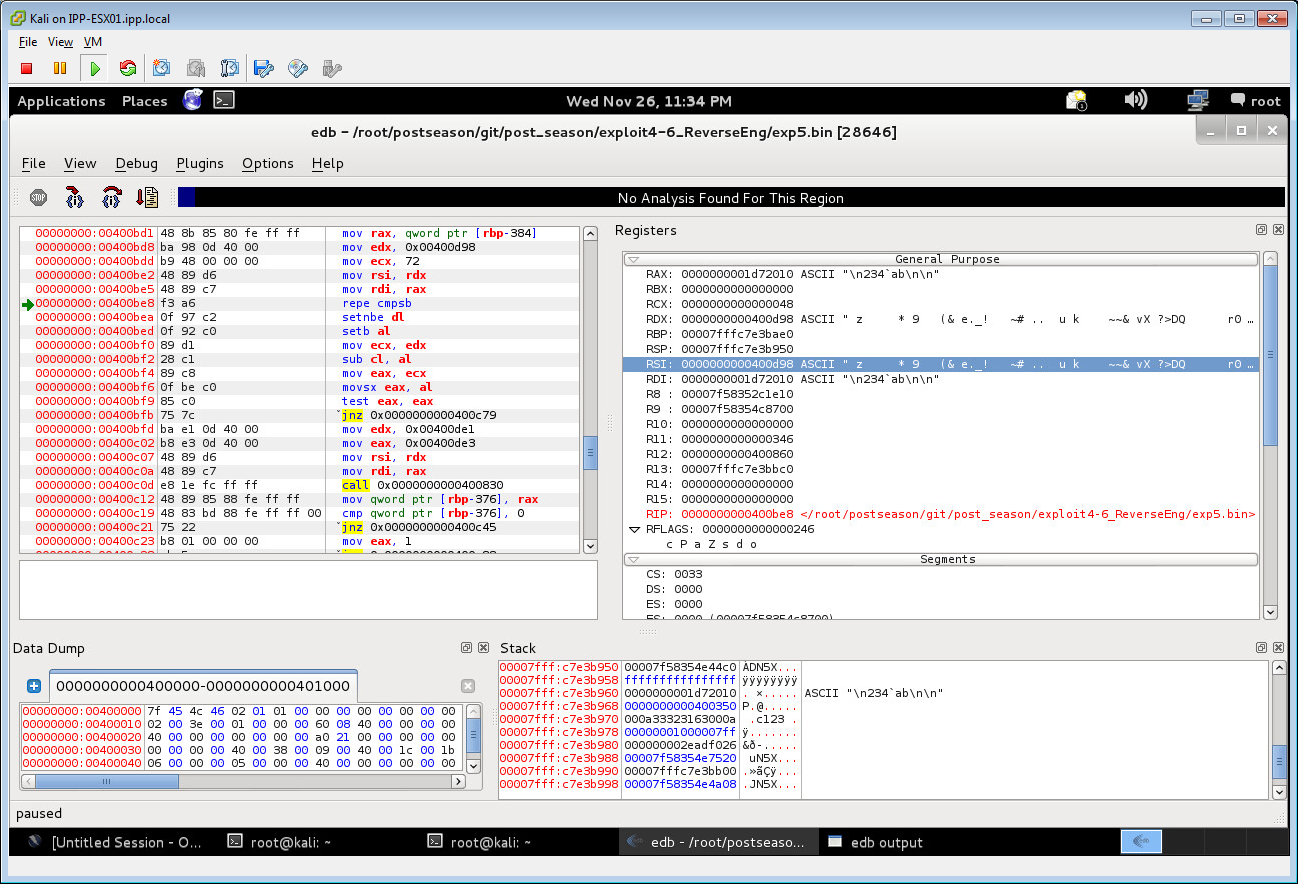 Kali on IPP-ESX01.ipp.local
File View VM
Applications Places Wed Nov 26, 11:34 PM 1 root
edb - /root/postseason/git/post_season/exploit4-6_ReverseEng/exp5.bin [28646]
File View Debug Plugins Options Help
STOP No Analysis Found For This Region
00000000:00400bd1 48 8b 85 80 fe ff ff mov rax, qword ptr [rbp-384]
00000000:00400bd8 ba 98 0d 40 00 mov edx, 0x00400d98
00000000:00400bdd b9 48 00 00 00 mov ecx, 72
00000000:00400be2 48 89 d6 mov rsi, rdx
00000000:00400be5 48 89 c7 mov rdi, rax
00000000:00400be8 f3 a6 repe cmpsb
00000000:00400bea 0f 97 c2 setnbe dl
00000000:00400bed 0f 92 c0 setb al
00000000:00400bf0 89 d1 mov ecx, edx
00000000:00400bf2 28 c1 sub cl, al
00000000:00400bf4 89 c8 mov eax, ecx
00000000:00400bf6 0f be c0 movsx eax, al
00000000:00400bf9 85 c0 test eax, eax
00000000:00400bfb 75 7c jnz 0x0000000000400c79
00000000:00400bfd ba e1 0d 40 00 mov edx, 0x00400de1
00000000:00400c02 b8 e3 0d 40 00 mov eax, 0x00400de3
00000000:00400c07 48 89 d6 mov rsi, rdx
00000000:00400c0a 48 89 c7 mov rdi, rax
00000000:00400c0d e8 1e fc ff ff call 0x0000000000400830
00000000:00400c12 48 89 85 88 fe ff ff mov qword ptr [rbp-376], rax
00000000:00400c19 48 83 bd 88 fe ff ff 00 cmp qword ptr [rbp-376], 0
00000000:00400c21 75 22 jnz 0x0000000000400c45
00000000:00400c23 b8 01 00 00 00 mov eax, 1
Registers
General Purpose
RAX: 0000000001d72010 ASCII "\n234`ab\n\n"
RBX: 0000000000000000
RCX: 0000000000000048
RDX: 0000000000400d98 ASCII " z * 9 (& e._! ~# .. u k ~~& vX ?>DQ r0 ...
RBP: 00007fffc7e3bae0
RSP: 00007fffc7e3b950
RSI: 0000000000400d98 ASCII " z * 9 (& e._! ~# .. u k ~~& vX ?>DQ r0 ...
RDI: 0000000001d72010 ASCII "\n234`ab\n\n"
R8 : 00007f58352c1e10
R9 : 00007f58354c8700
R10: 0000000000000000
R11: 0000000000000346
R12: 0000000000400860
R13: 00007fffc7e3bbc0
R14: 0000000000000000
R15: 0000000000000000
RIP: 0000000000400be8 </root/postseason/git/post_season/exploit4-6_ReverseEng/exp5.bin>
RFLAGS: 0000000000000246
c P a Z s d o
Segments
CS: 0033
DS: 0000
ES: 0000
FS: 0000 (00007f58354c8700)
Data Dump
0000000000400000-0000000000401000
00000000:00400000 7f 45 4c 46 02 01 01 00 00 00 00 00 00 00 00 00
00000000:00400010 02 00 3e 00 01 00 00 00 60 08 40 00 00 00 00 00
00000000:00400020 40 00 00 00 00 00 00 00 a0 21 00 00 00 00 00 00
00000000:00400030 00 00 00 00 40 00 38 00 09 00 40 00 1c 00 1b
00000000:00400040 06 00 00 00 05 00 00 00 40 00 00 00 00 00 00 00
Stack
00007fff:c7e3b950 00007f58354e44c0 ÀDN5X...
00007fff:c7e3b958 ffffffffffffffff ÿÿÿÿÿÿÿÿ
00007fff:c7e3b960 0000000001d72010 . ×..... ASCII "\n234`ab\n\n"
00007fff:c7e3b968 0000000000400350 P.@.....
00007fff:c7e3b970 000a33323163000a ..c123 .
00007fff:c7e3b978 00000001000007ff ÿ.......
00007fff:c7e3b980 000000002eadf026 &ð-.....
00007fff:c7e3b988 00007f58354e7520 uN5X...
00007fff:c7e3b990 00007fffc7e3bb00 .»ãÇÿ...
00007fff:c7e3b998 00007f58354e4a08 .JN5X...
paused
[Untitled Session - O... root@kali: ~ root@kali: ~ edb - /root/postseaso... edb output